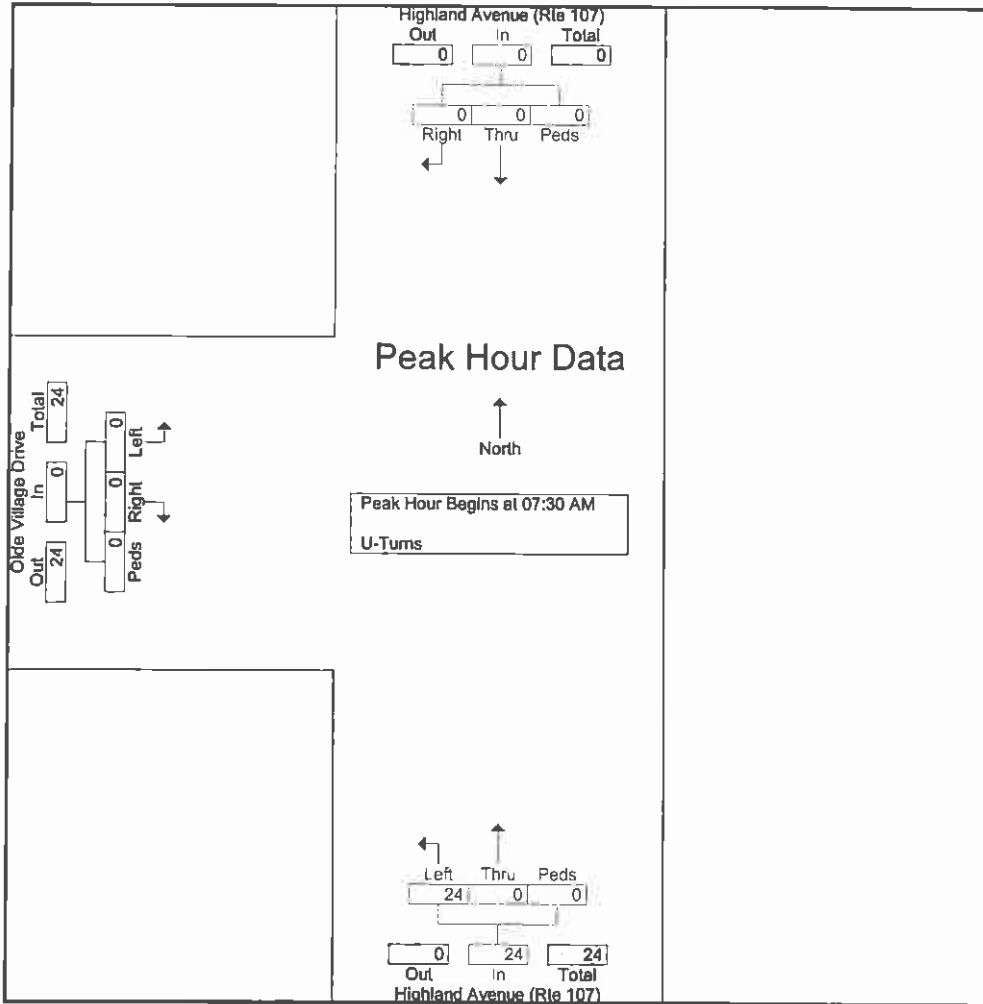 Highland Avenue (Rte 107)
Out In Total
0 0 0
0 0 0
Right Thru Peds
Peak Hour Data
North
Peak Hour Begins at 07:30 AM
U-Turns
Olde Village Drive
Out In Total
24 0 24
0 0 0
Peds Right Left
Left Thru Peds
24 0 0
0 24 24
Out In Total
Highland Avenue (Rte 107)